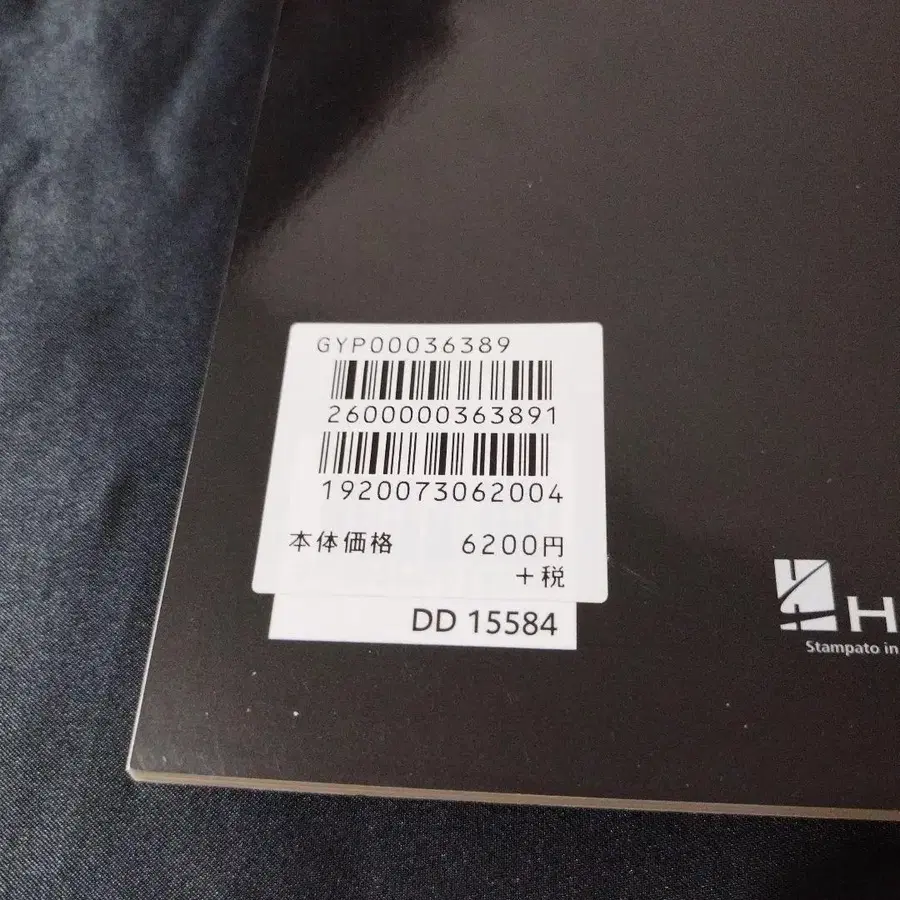 GYP00036389
2600000363891
1920073062004
本体価格 6200円
+税
DD 15584
H
Stampato in